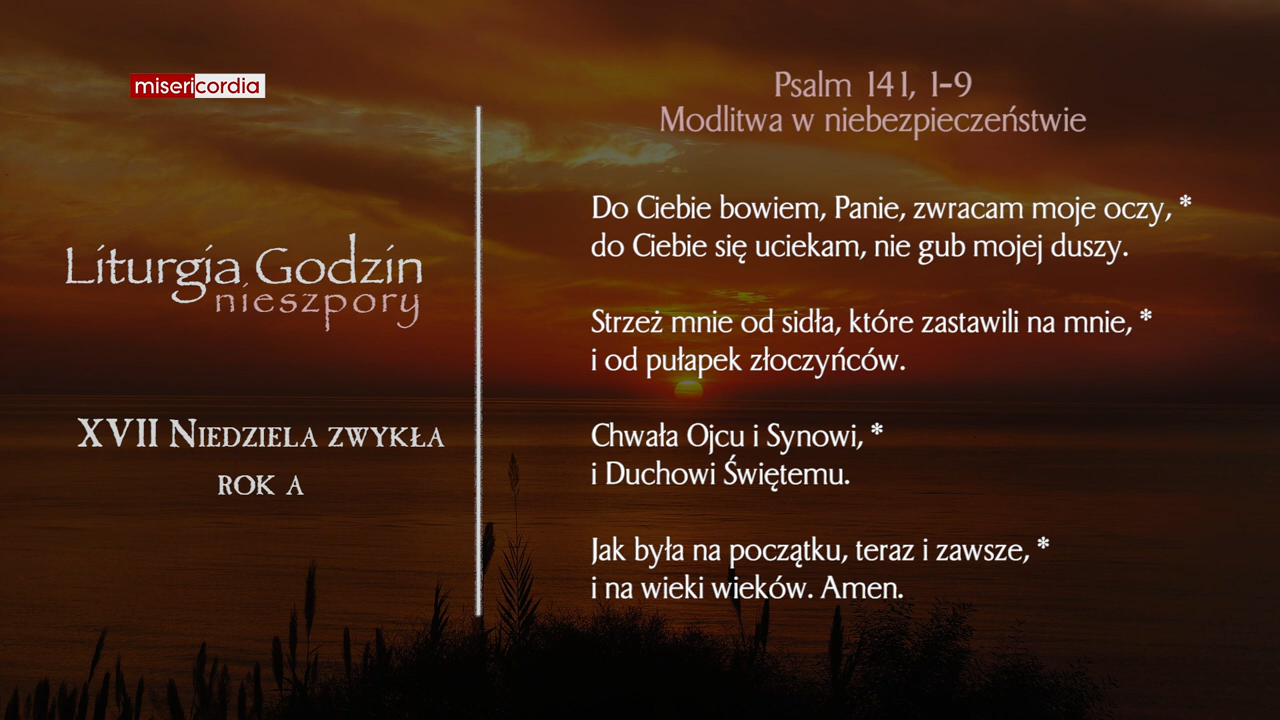 misericordia
Liturgia Godzin
nieszpory
XVII Niedziela zwykła
rok a
Psalm 141, 1-9
Modlitwa w niebezpieczeństwie
Do Ciebie bowiem, Panie, zwracam moje oczy, *
do Ciebie się uciekam, nie gub mojej duszy.
Strzeż mnie od sidła, które zastawili na mnie, *
i od pułapek złoczyńców.
Chwała Ojcu i Synowi, *
i Duchowi Świętemu.
Jak była na początku, teraz i zawsze, *
i na wieki wieków. Amen.